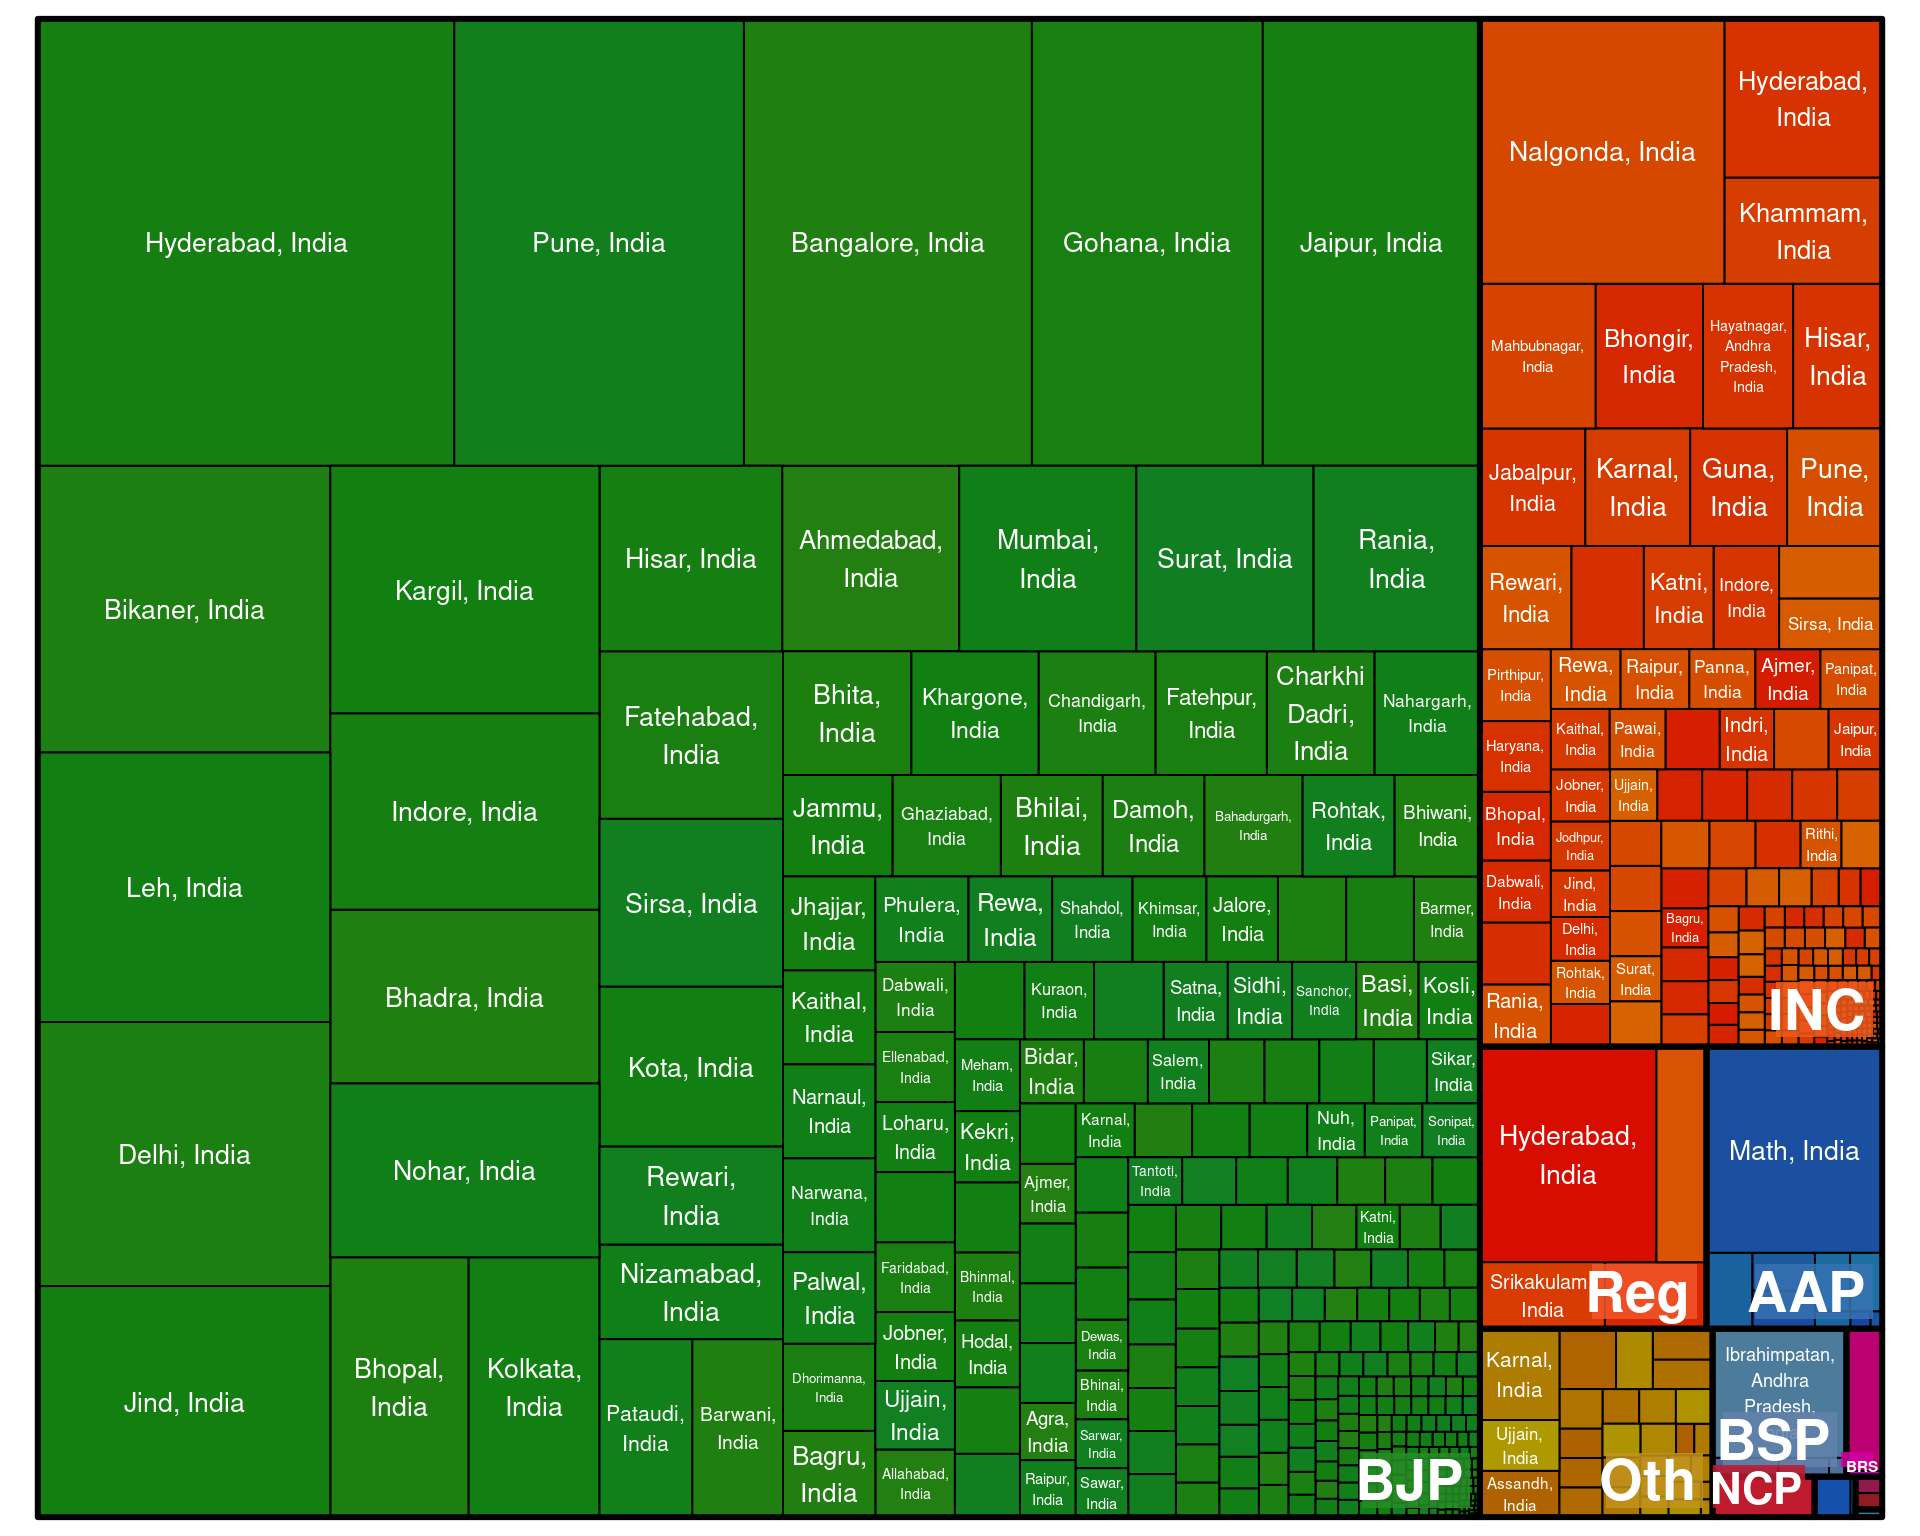 Hyderabad, India
Pune, India
Bangalore, India
Gohana, India
Jaipur, India
Bikaner, India
Leh, India
Delhi, India
Jind, India
Kargil, India
Indore, India
Bhadra, India
Nohar, India
Bhopal,
India
Kolkata,
India
Hisar, India
Fatehabad,
India
Sirsa, India
Kota, India
Rewari,
India
Nizamabad,
India
Pataudi,
India
Barwani,
India
Ahmedabad,
India
Mumbai,
India
Surat, India
Rania,
India
Bhita,
India
Khargone,
India
Chandigarh,
India
Fatehpur,
India
Charkhi
Dadri,
India
Nahargarh,
India
Jammu,
India
Ghaziabad,
India
Bhilai,
India
Damoh,
India
Bahadurgarh,
India
Rohtak,
India
Bhiwani,
India
Jhajjar,
India
Kaithal,
India
Narnaul,
India
Narwana,
India
Palwal,
India
Dhorimanna,
India
Bagru,
India
Phulera,
India
Rewa,
India
Shahdol,
India
Khimsar,
India
Jalore,
India
Barmer,
India
Dabwali,
India
Ellenabad,
India
Loharu,
India
Faridabad,
India
Jobner,
India
Ujjain,
India
Allahabad,
India
Kuraon,
India
Satna,
India
Sidhi,
India
Sanchor,
India
Basi,
India
Kosli,
India
Meham,
India
Kekri,
India
Bhinmal,
India
Hodal,
India
Bidar,
India
Salem,
India
Sikar,
India
Ajmer,
India
Agra,
India
Raipur,
India
Karnal,
India
Nuh,
India
Panipat,
India
Sonipat,
India
Tantoti,
India
Katni,
India
Dewas,
India
Bhinai,
India
Sarwar,
India
Sawar,
India
BJP
Nalgonda, India
Hyderabad,
India
Khammam,
India
Mahbubnagar,
India
Bhongir,
India
Hayatnagar,
Andhra
Pradesh,
India
Hisar,
India
Jabalpur,
India
Karnal,
India
Guna,
India
Pune,
India
Rewari,
India
Katni,
India
Indore,
India
Sirsa, India
Pirthipur,
India
Haryana,
India
Bhopal,
India
Dabwali,
India
Rania,
India
Rewa,
India
Raipur,
India
Panna,
India
Ajmer,
India
Panipat,
India
Kaithal,
India
Pawai,
India
Indri,
India
Jaipur,
India
Jobner,
India
Ujjain,
India
Jodhpur,
India
Rithi,
India
Jind,
India
Delhi,
India
Bagru,
India
Rohtak,
India
Surat,
India
INC
Hyderabad,
India
Srikakulam
India
Reg
Math, India
AAP
Karnal,
India
Ujjain,
India
Assandh,
India
Oth
Ibrahimpatan,
Andhra
Pradesh,
BSP
BRS
NCP